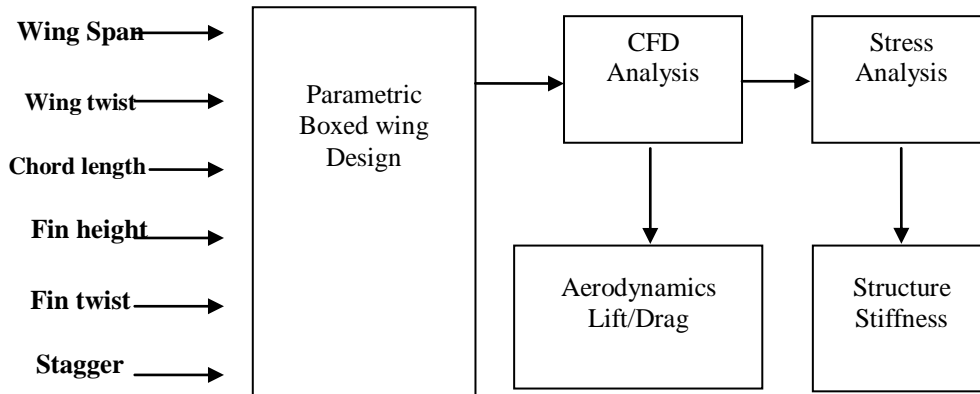 Wing Span
Wing twist
Chord length
Fin height
Fin twist
Stagger
Parametric
Boxed wing
Design
CFD
Analysis
Stress
Analysis
Aerodynamics
Lift/Drag
Structure
Stiffness